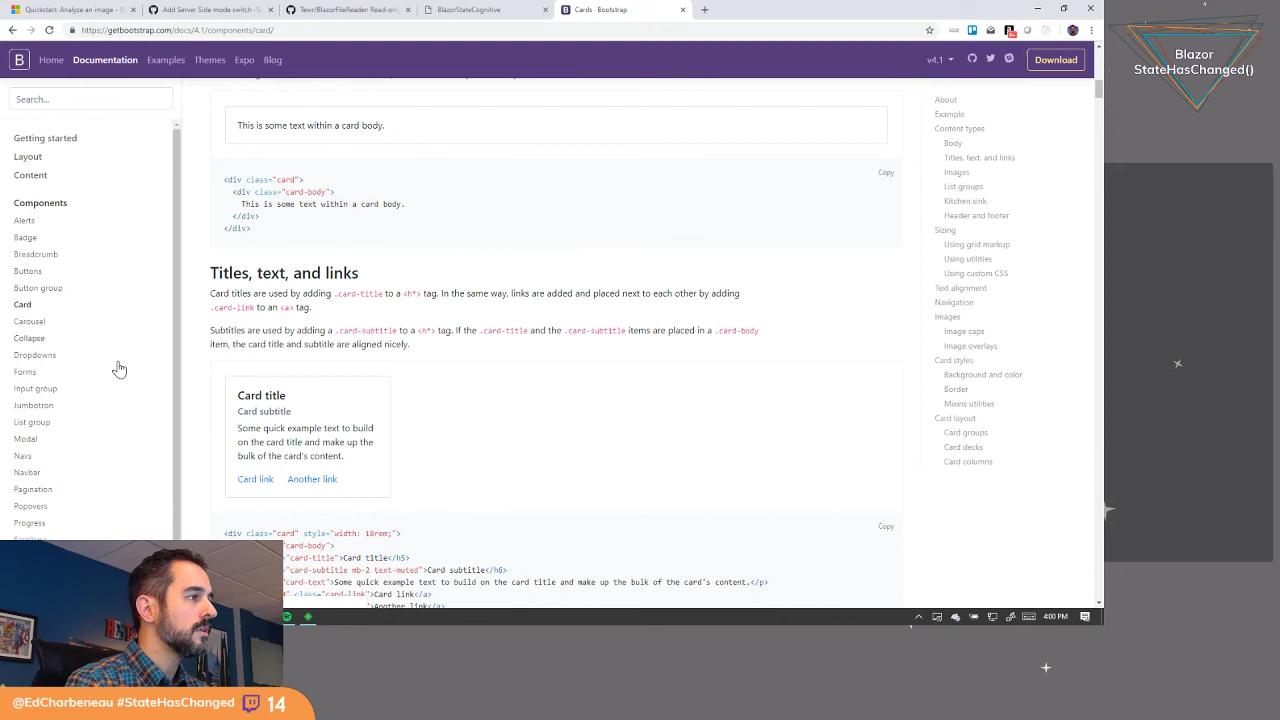 Quickstart: Analyze an image - S
Add Server Side mode switch · S
Tewr/BlazorFileReader: Read-on
BlazorStateCognitive
Cards · Bootstrap
https://getbootstrap.com/docs/4.1/components/card/
B Home Documentation Examples Themes Expo Blog v4.1 Download
Blazor
StateHasChanged()
Search...
Getting started
Layout
Content
Components
Alerts
Badge
Breadcrumb
Buttons
Button group
Card
Carousel
Collapse
Dropdowns
Forms
Input group
Jumbotron
List group
Modal
Navs
Navbar
Pagination
Popovers
Progress
This is some text within a card body.
Copy
<div class="card">
<div class="card-body">
This is some text within a card body.
</div>
</div>
Titles, text, and links
Card titles are used by adding .card-title to a <h*> tag. In the same way, links are added and placed next to each other by adding
.card-link to an <a> tag.
Subtitles are used by adding a .card-subtitle to a <h*> tag. If the .card-title and the .card-subtitle items are placed in a .card-body
item, the card title and subtitle are aligned nicely.
Card title
Card subtitle
Some quick example text to build
on the card title and make up the
bulk of the card's content.
Card link Another link
Copy
<div class="card" style="width: 18rem;">
"card-body">
"card-title">Card title</h5>
"card-subtitle mb-2 text-muted">Card subtitle</h6>
"card-text">Some quick example text to build on the card title and make up the bulk of the card's content.</p>
class="card-link">Card link</a>
">Another link</a>
About
Example
Content types
Body
Titles, text, and links
Images
List groups
Kitchen sink
Header and footer
Sizing
Using grid markup
Using utilities
Using custom CSS
Text alignment
Navigation
Images
Image caps
Image overlays
Card styles
Background and color
Border
Mixins utilities
Card layout
Card groups
Card decks
Card columns
4:00 PM
@EdCharbeneau #StateHasChanged 14